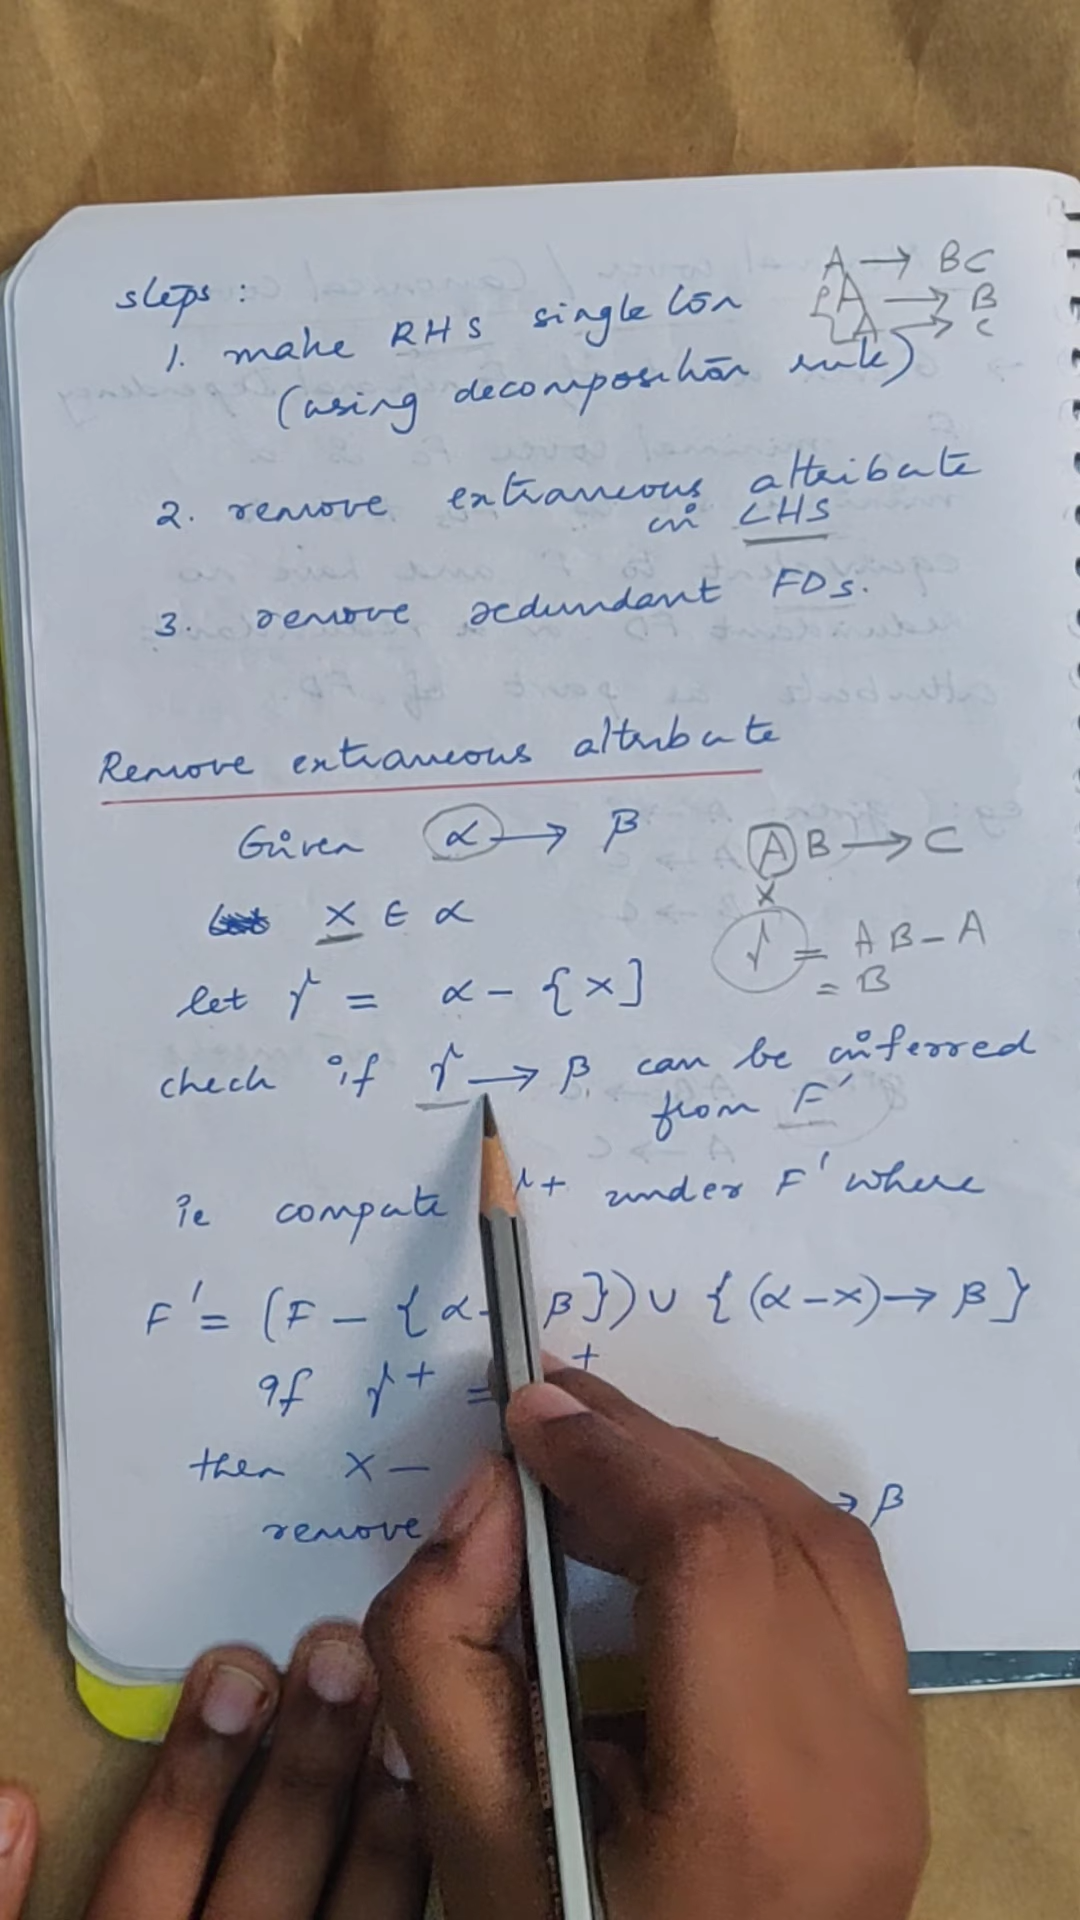 steps :
A → BC
A → B
A → C
1. make RHS singleton
(using decomposition rule)
2. remove extraneous attribute
in LHS
3. remove redundant FDs.
Remove extraneous attribute
Given α → β
AB → C
x
x ∈ α
γ = AB - A
= B
let γ = α - {x}
check if γ → β can be inferred
from F'
ie compute γ+ under F' where
F' = (F - {α β}) ∪ {(α-x) → β}
If γ+ = +
then x -
remove → β